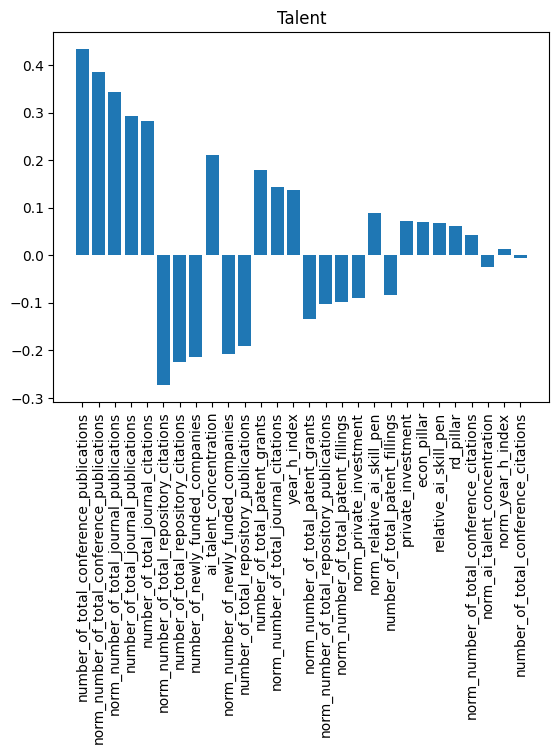 Talent
0.4
0.3
0.2
0.1
0.0
−0.1
−0.2
−0.3
number_of_total_conference_publications
norm_number_of_total_conference_publications
norm_number_of_total_journal_publications
number_of_total_journal_publications
number_of_total_journal_citations
norm_number_of_total_repository_citations
number_of_total_repository_citations
number_of_newly_funded_companies
ai_talent_concentration
norm_number_of_newly_funded_companies
number_of_total_repository_publications
number_of_total_patent_grants
norm_number_of_total_journal_citations
year_h_index
norm_number_of_total_patent_grants
norm_number_of_total_repository_publications
norm_number_of_total_patent_fillings
norm_private_investment
norm_relative_ai_skill_pen
number_of_total_patent_fillings
private_investment
econ_pillar
relative_ai_skill_pen
rd_pillar
norm_number_of_total_conference_citations
norm_ai_talent_concentration
norm_year_h_index
number_of_total_conference_citations